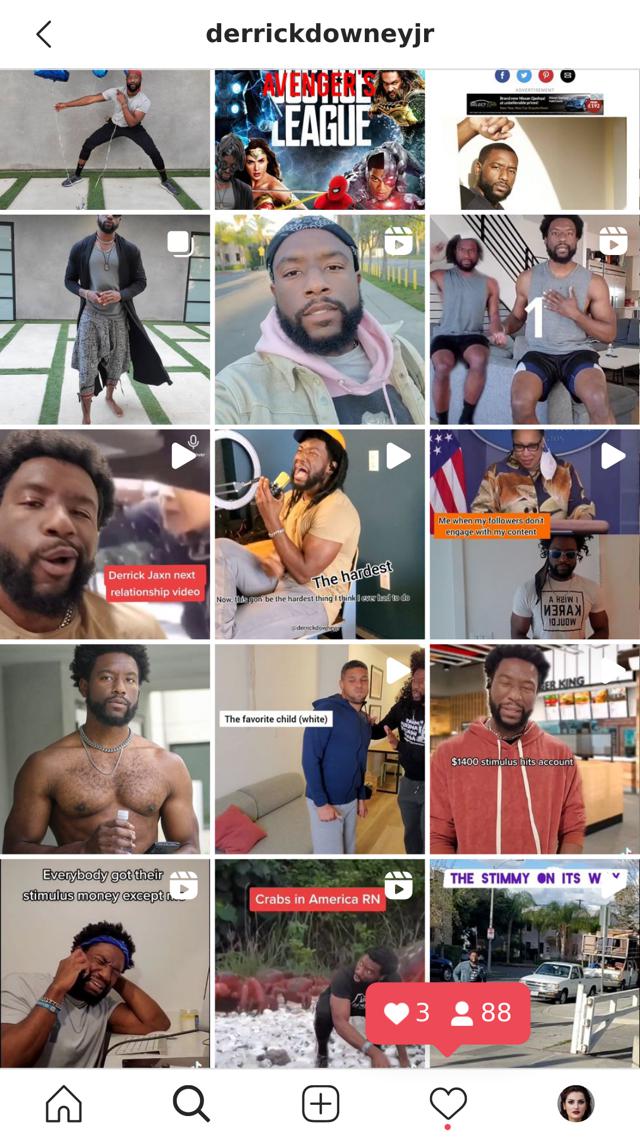 derrickdowneyjr
AVENGER'S
LEAGUE
ADVERTISEMENT
1
Derrick Jaxn next
relationship video
The hardest
Now, this gon' be the hardest thing I think I ever had to do
Me when my followers don't
engage with my content
I WISH A
KAREN
WOULD
The favorite child (white)
$1400 stimulus hits account
Everybody got their
stimulus money except
Crabs in America RN
THE STIMMY ON ITS
3 88